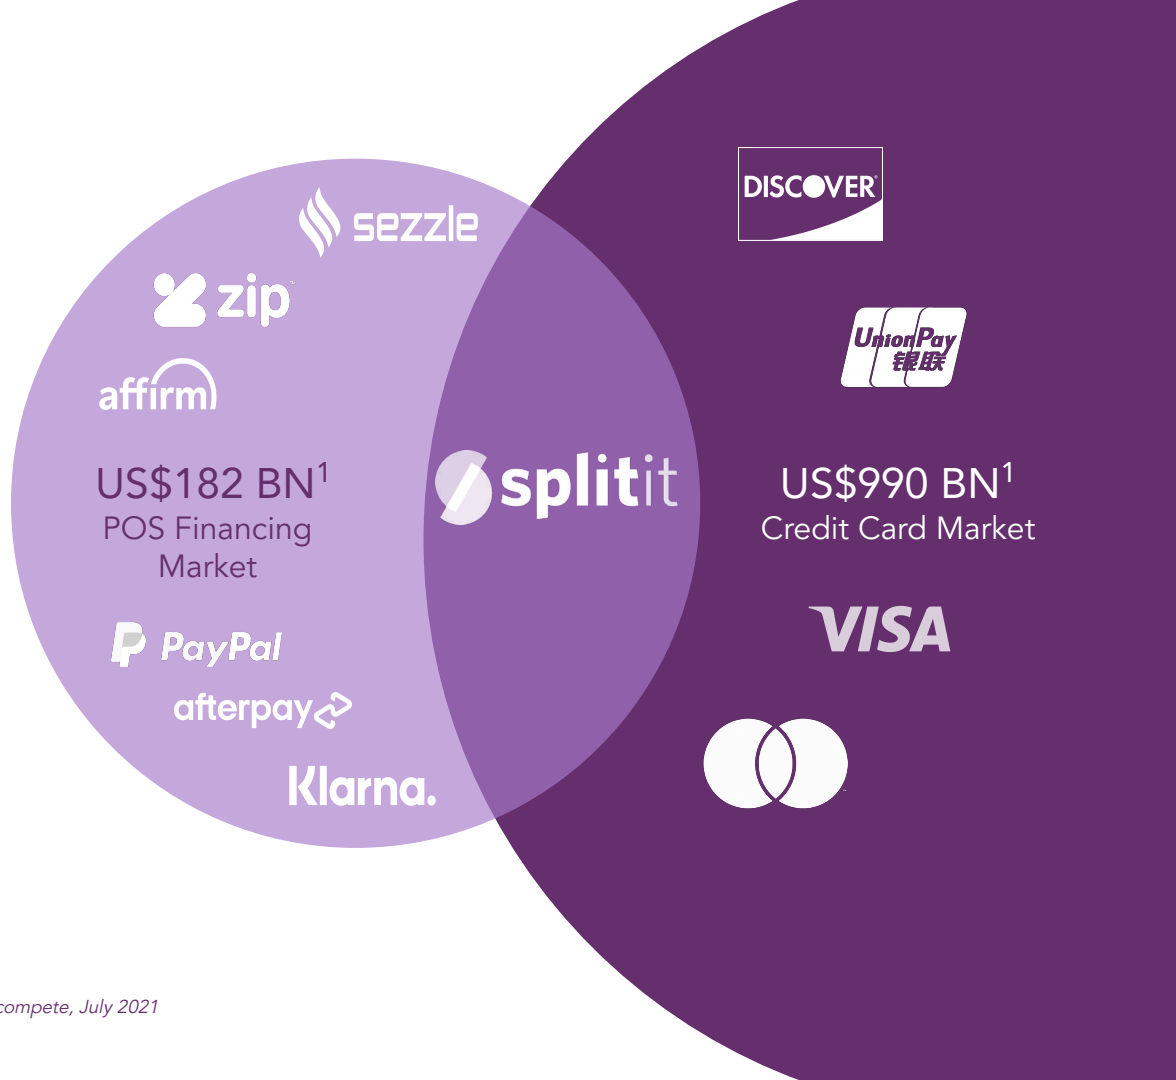 DISCOVER®
sezzle
zip™
UnionPay
银联
affirm
US$182 BN¹
POS Financing
Market
splitit
US$990 BN¹
Credit Card Market
VISA
PayPal
afterpay
Klarna.
compete, July 2021